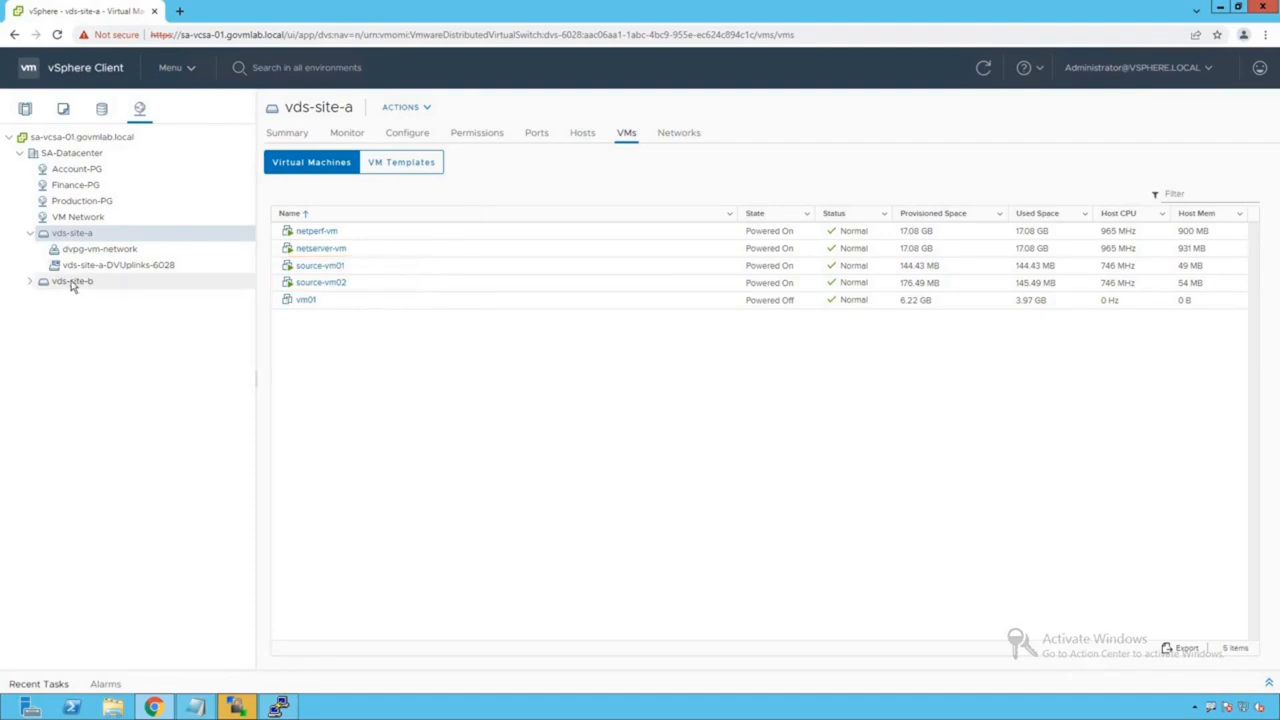 vSphere - vds-site-a - Virtual Ma
Not secure https://sa-vcsa-01.govmlab.local/ui/app/dvs;nav=n/urn:vmomi:VmwareDistributedVirtualSwitch:dvs-6028:aac06aa1-1abc-4bc9-955e-ec624c894c1c/vms/vms
vm vSphere Client Menu Search in all environments Administrator@VSPHERE.LOCAL
vds-site-a ACTIONS
Summary Monitor Configure Permissions Ports Hosts VMs Networks
sa-vcsa-01.govmlab.local
SA-Datacenter
Account-PG
Finance-PG
Production-PG
VM Network
vds-site-a
dvpg-vm-network
vds-site-a-DVUplinks-6028
vds-site-b
Virtual Machines VM Templates
Filter
Name State Status Provisioned Space Used Space Host CPU Host Mem
netperf-vm Powered On Normal 17.08 GB 17.08 GB 965 MHz 900 MB
netserver-vm Powered On Normal 17.08 GB 17.08 GB 965 MHz 931 MB
source-vm01 Powered On Normal 144.43 MB 144.43 MB 746 MHz 49 MB
source-vm02 Powered On Normal 176.49 MB 145.49 MB 746 MHz 54 MB
vm01 Powered Off Normal 6.22 GB 3.97 GB 0 Hz 0 B
Activate Windows
Go to Action Center to activate Windows.
Export 5 items
Recent Tasks Alarms